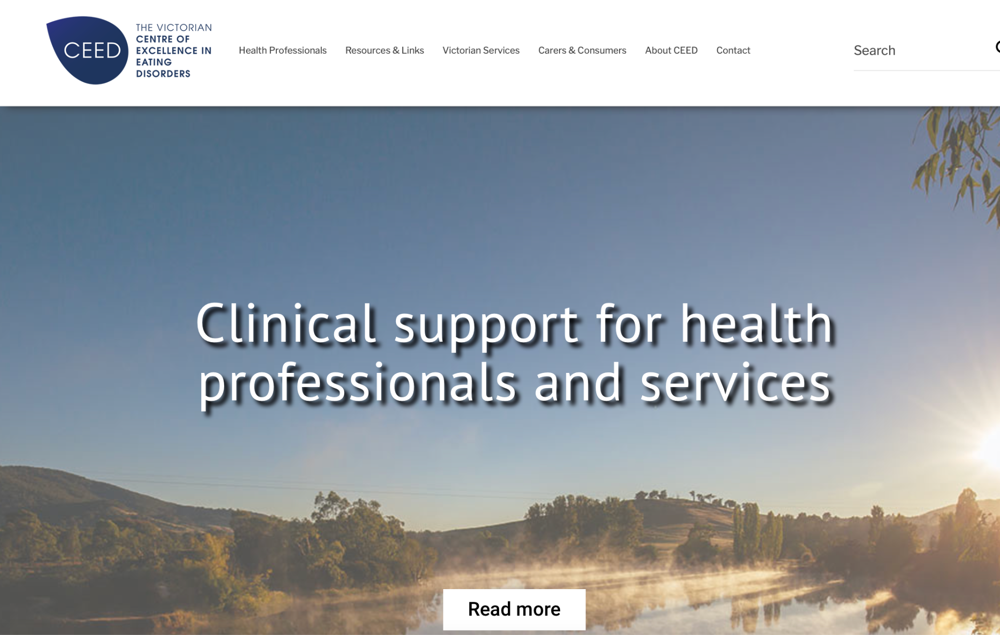 CEED
THE VICTORIAN
CENTRE OF
EXCELLENCE IN
EATING
DISORDERS
Health Professionals
Resources & Links
Victorian Services
Carers & Consumers
About CEED
Contact
Search
Clinical support for health
professionals and services
Read more